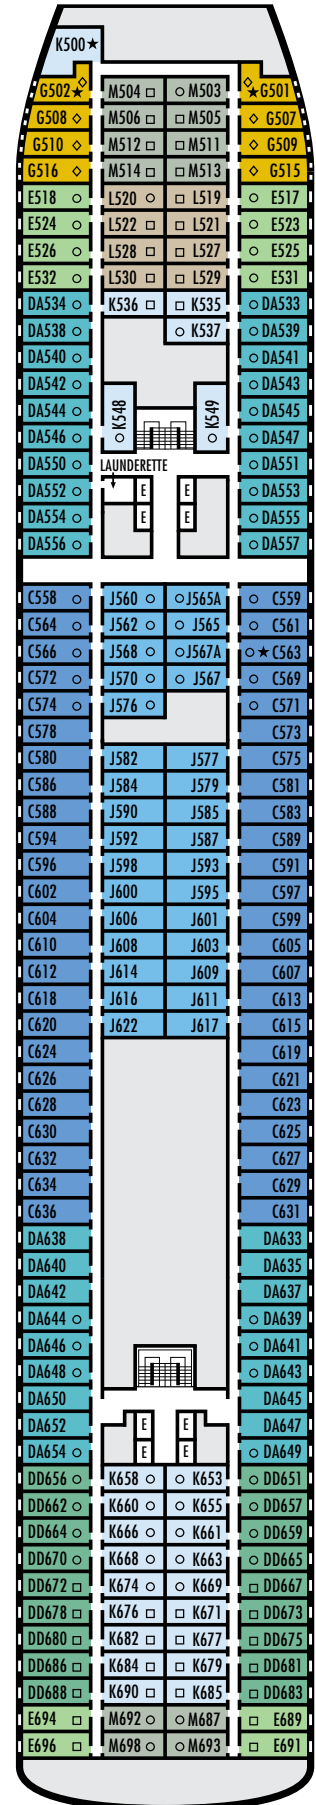 K500★
G502★ M504 M503 ★G501
G508 M506 M505 G507
G510 M512 M511 G509
G516 M514 M513 G515
E518 L520 L519 E517
E524 L522 L521 E523
E526 L528 L527 E525
E532 L530 L529 E531
DA534 K536 K535 DA533
DA538 K537 DA539
DA540 DA541
DA542 DA543
DA544 K548 K549 DA545
DA546 DA547
DA550 LAUNDERETTE DA551
DA552 E E DA553
DA554 E E DA555
DA556 DA557
C558 J560 J565A C559
C564 J562 J565 C561
C566 J568 J567A ★C563
C572 J570 J567 C569
C574 J576 C571
C578 C573
C580 J582 J577 C575
C586 J584 J579 C581
C588 J590 J585 C583
C594 J592 J587 C589
C596 J598 J593 C591
C602 J600 J595 C597
C604 J606 J601 C599
C610 J608 J603 C605
C612 J614 J609 C607
C618 J616 J611 C613
C620 J622 J617 C615
C624 C619
C626 C621
C628 C623
C630 C625
C632 C627
C634 C629
C636 C631
DA638 DA633
DA640 DA635
DA642 DA637
DA644 DA639
DA646 DA641
DA648 DA643
DA650 DA645
DA652 E E DA647
DA654 E E DA649
DD656 K658 K653 DD651
DD662 K660 K655 DD657
DD664 K666 K661 DD659
DD670 K668 K663 DD665
DD672 K674 K669 DD667
DD678 K676 K671 DD673
DD680 K682 K677 DD675
DD686 K684 K679 DD681
DD688 K690 K685 DD683
E694 M692 M687 E689
E696 M698 M693 E691